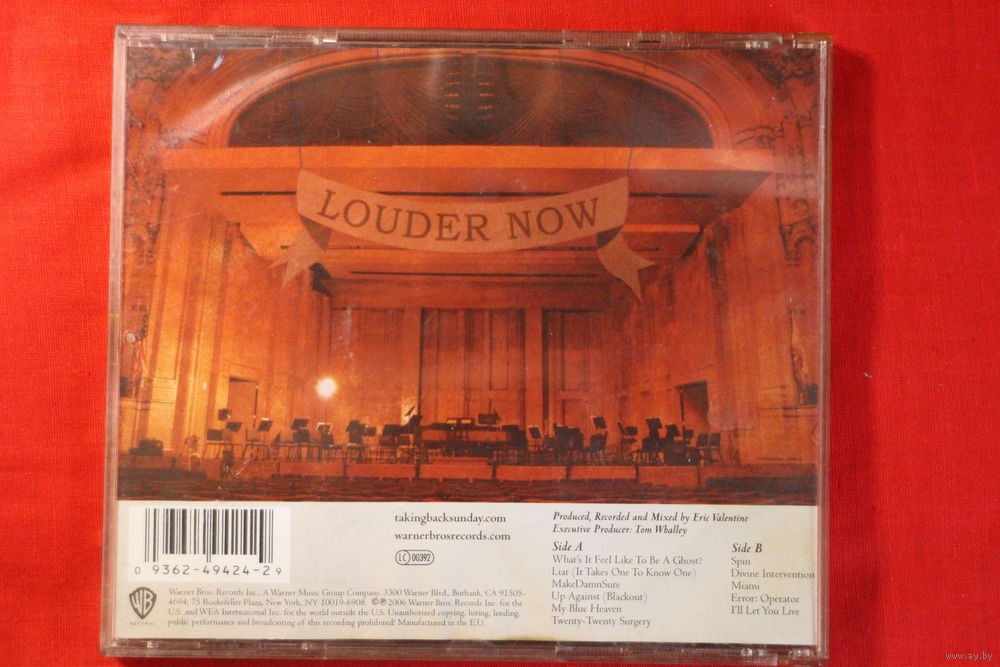 LOUDER NOW
takingbacksunday.com
warnerbrosrecords.com
LC 00392
0 9362-49424-2 9
Produced, Recorded and Mixed by Eric Valentine
Executive Producer: Tom Whalley
Side A
What's It Feel Like To Be A Ghost?
Liar (It Takes One To Know One)
MakeDamnSure
Up Against (Blackout)
My Blue Heaven
Twenty-Twenty Surgery
Side B
Spin
Divine Intervention
Miami
Error: Operator
I'll Let You Live
WB
RECORDS
Warner Bros. Records Inc., A Warner Music Group Company. 3300 Warner Blvd., Burbank, CA 91505-
4694; 75 Rockefeller Plaza, New York, NY 10019-6908. ©℗ 2006 Warner Bros. Records Inc. for the
U.S. and WEA International Inc. for the world outside the U.S. Unauthorized copying, hiring, lending,
public performance and broadcasting of this recording prohibited. Manufactured in the E.U.
www.ay.by